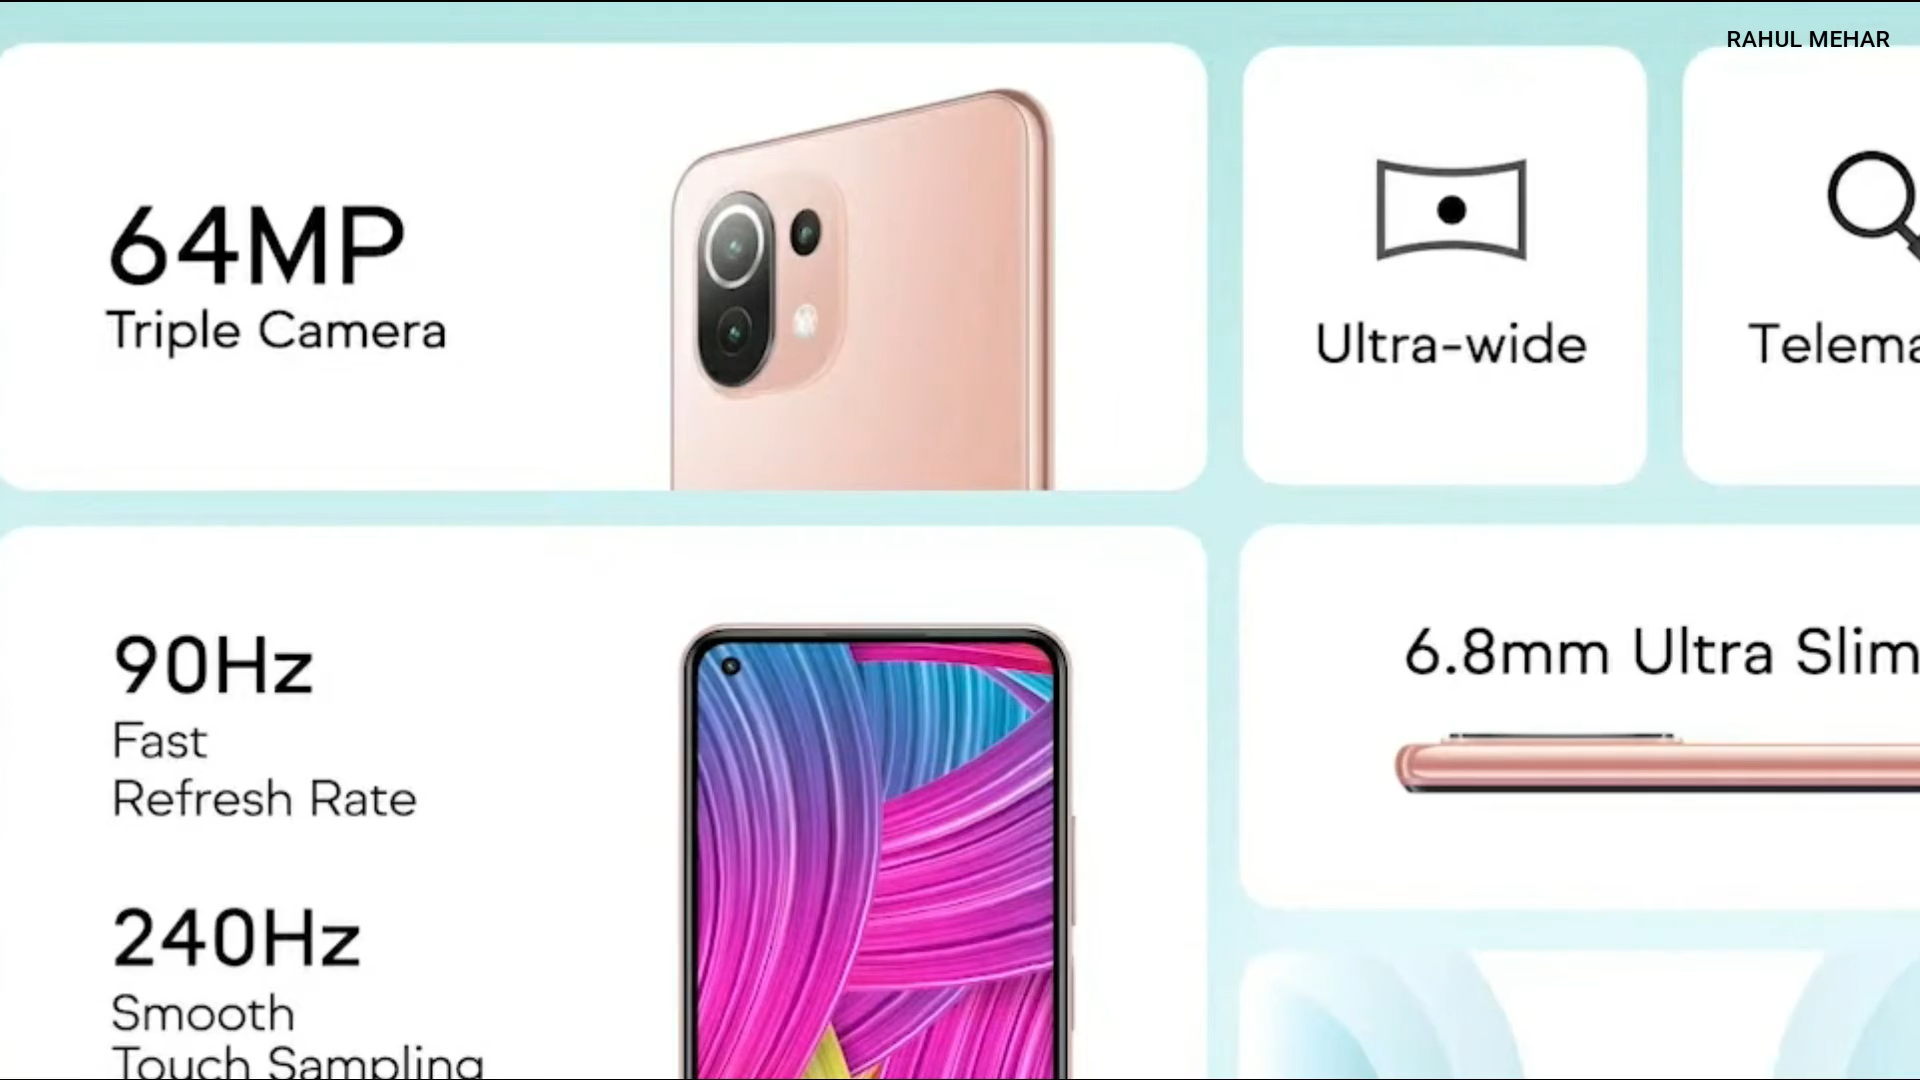 RAHUL MEHAR
64MP
Triple Camera
Ultra-wide
90Hz
Fast
Refresh Rate
6.8mm Ultra Slim
240Hz
Smooth
Touch Sampling